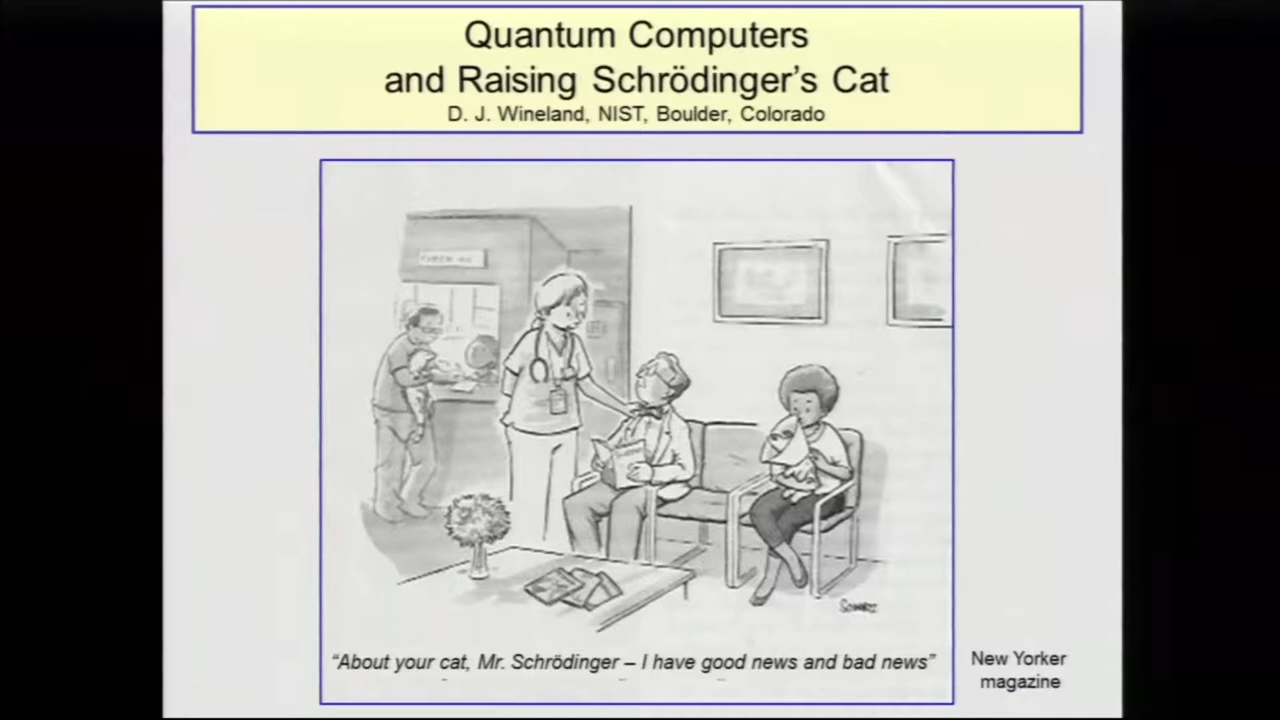 Quantum Computers
and Raising Schrödinger's Cat
D. J. Wineland, NIST, Boulder, Colorado
"About your cat, Mr. Schrödinger – I have good news and bad news"
New Yorker
magazine